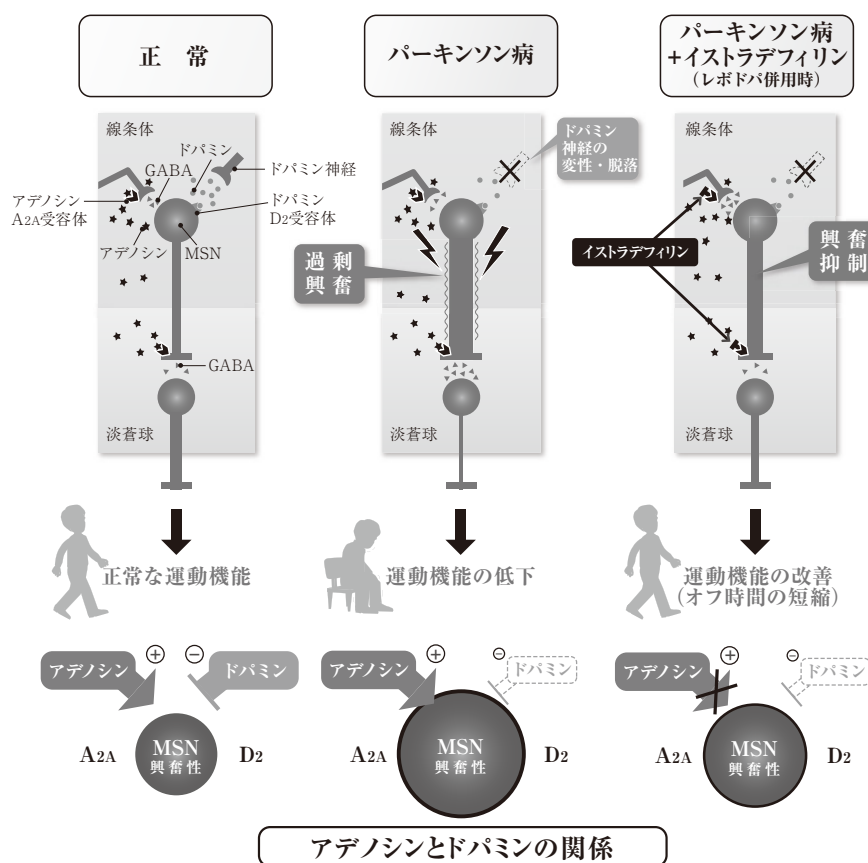 正 常
線条体
ドパミン
GABA
ドパミン神経
アデノシン
A2A受容体
ドパミン
D2受容体
アデノシン
MSN
GABA
淡蒼球
正常な運動機能
アデノシン
+
−
ドパミン
A2A
MSN
興奮性
D2
パーキンソン病
線条体
ドパミン
神経の
変性・脱落
過剰
興奮
淡蒼球
運動機能の低下
アデノシン
+
−
ドパミン
A2A
MSN
興奮性
D2
パーキンソン病
+イストラデフィリン
(レボドパ併用時)
線条体
イストラデフィリン
興奮
抑制
淡蒼球
運動機能の改善
(オフ時間の短縮)
アデノシン
+
−
ドパミン
A2A
MSN
興奮性
D2
アデノシンとドパミンの関係